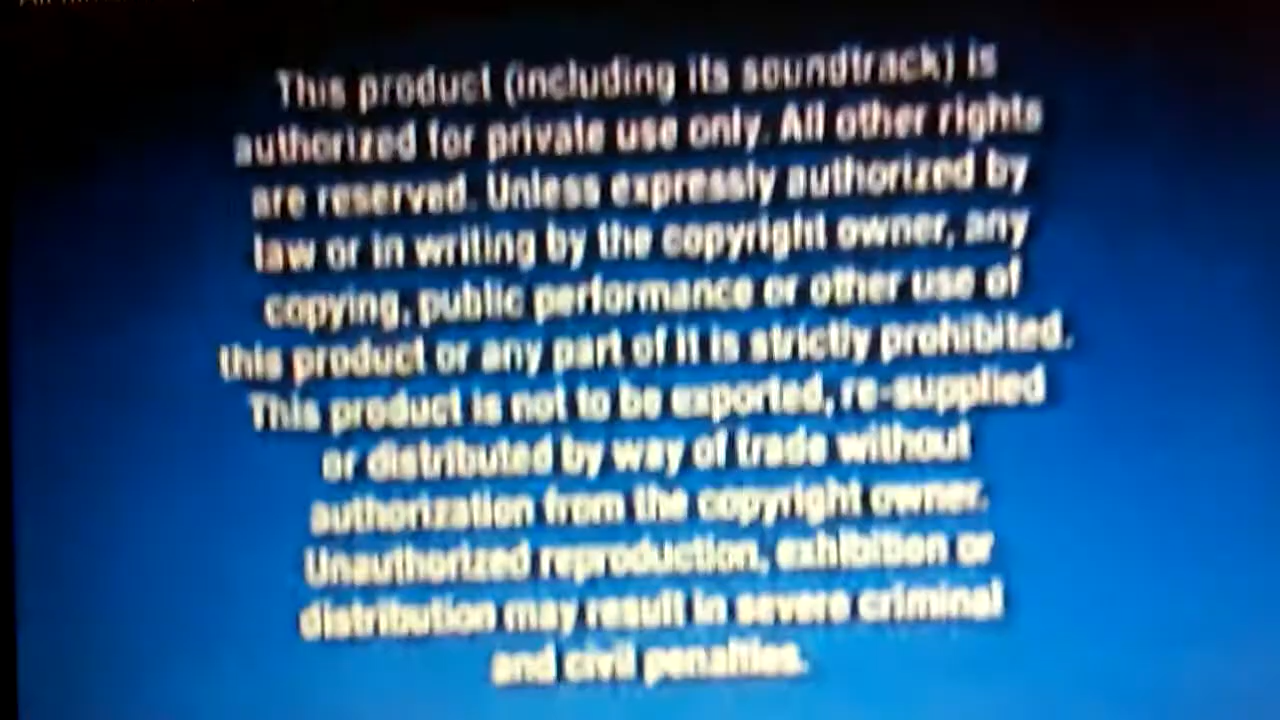 This product (including its soundtrack) is
authorized for private use only. All other rights
are reserved. Unless expressly authorized by
law or in writing by the copyright owner, any
copying, public performance or other use of
this product or any part of it is strictly prohibited.
This product is not to be exported, re-supplied
or distributed by way of trade without
authorization from the copyright owner.
Unauthorized reproduction, exhibition or
distribution may result in severe criminal
and civil penalties.